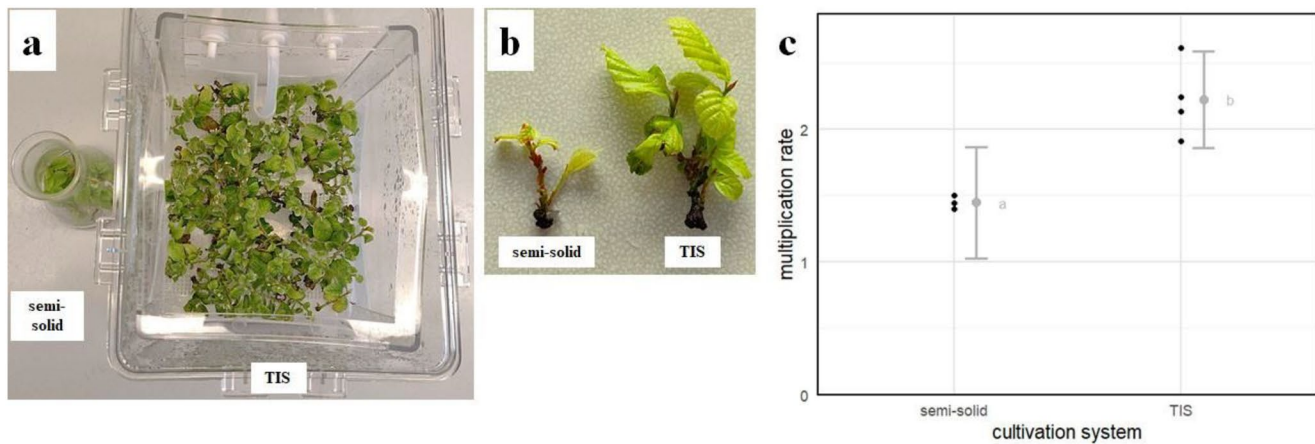 a
semi-
solid
TIS
b
semi-solid
TIS
c
multiplication rate
2
1
0
a
b
semi-solid
TIS
cultivation system